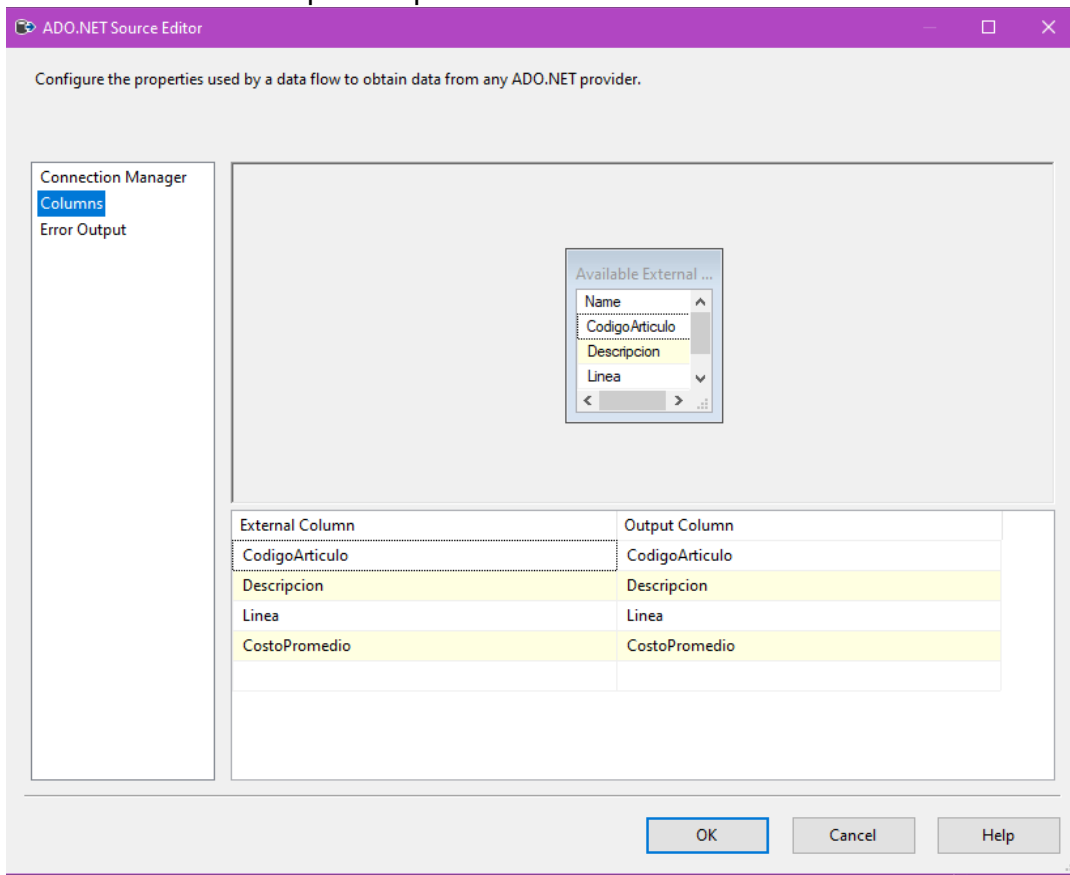 ADO.NET Source Editor
Configure the properties used by a data flow to obtain data from any ADO.NET provider.
Connection Manager
Columns
Error Output
Available External ...
Name
CodigoArticulo
Descripcion
Linea
External Column Output Column
CodigoArticulo CodigoArticulo
Descripcion Descripcion
Linea Linea
CostoPromedio CostoPromedio
OK Cancel Help